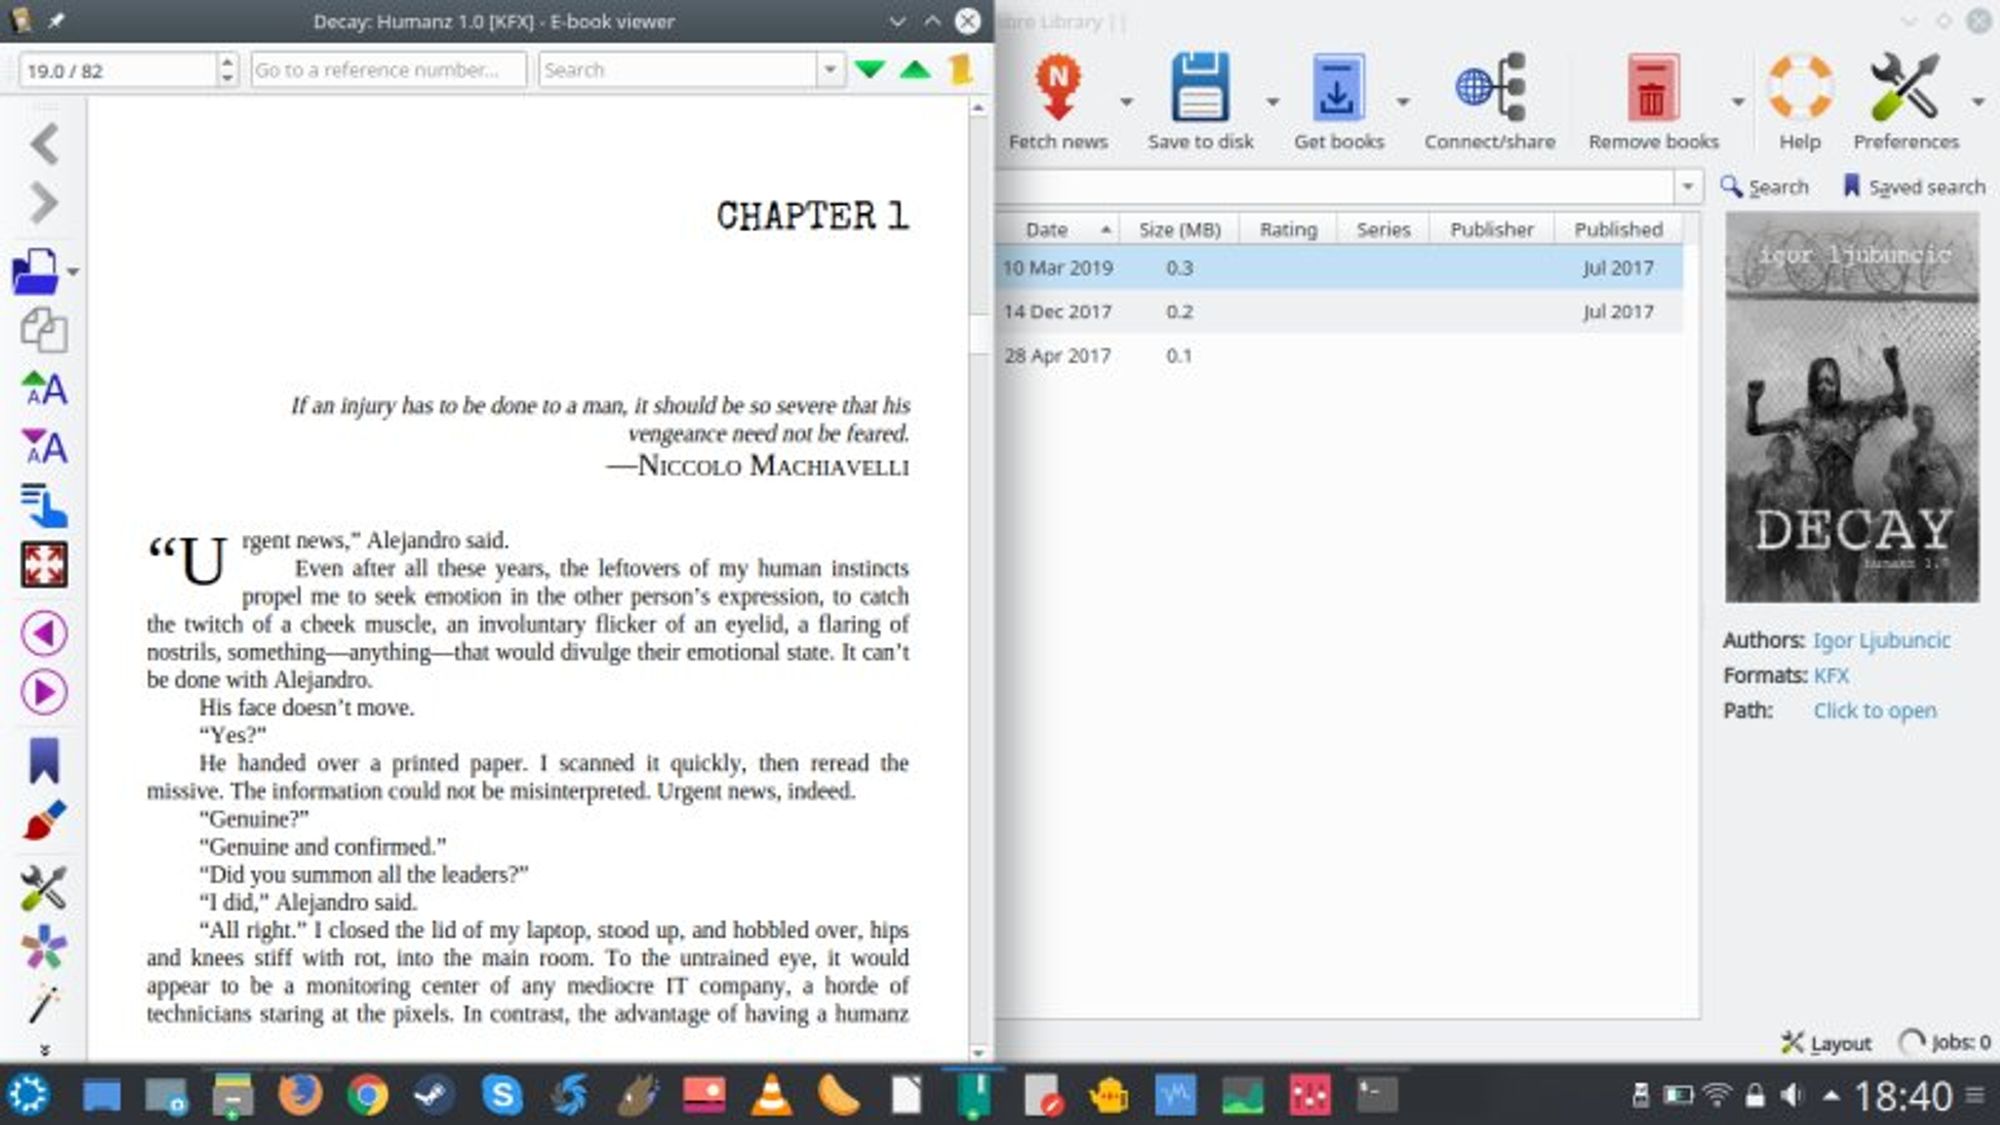 Decay: Humanz 1.0 [KFX] - E-book viewer
bre Library ||
19.0 / 82
Go to a reference number...
Search
Fetch news
Save to disk
Get books
Connect/share
Remove books
Help
Preferences
Search
Saved search
CHAPTER 1
If an injury has to be done to a man, it should be so severe that his
vengeance need not be feared.
—NICCOLO MACHIAVELLI
“Urgent news,” Alejandro said.
Even after all these years, the leftovers of my human instincts
propel me to seek emotion in the other person’s expression, to catch
the twitch of a cheek muscle, an involuntary flicker of an eyelid, a flaring of
nostrils, something—anything—that would divulge their emotional state. It can’t
be done with Alejandro.
His face doesn’t move.
“Yes?”
He handed over a printed paper. I scanned it quickly, then reread the
missive. The information could not be misinterpreted. Urgent news, indeed.
“Genuine?”
“Genuine and confirmed.”
“Did you summon all the leaders?”
“I did,” Alejandro said.
“All right.” I closed the lid of my laptop, stood up, and hobbled over, hips
and knees stiff with rot, into the main room. To the untrained eye, it would
appear to be a monitoring center of any mediocre IT company, a horde of
technicians staring at the pixels. In contrast, the advantage of having a humanz
Date Size (MB) Rating Series Publisher Published
10 Mar 2019 0.3 Jul 2017
14 Dec 2017 0.2 Jul 2017
28 Apr 2017 0.1
igor ljubuncic
DECAY
humanz 1.0
Authors: Igor Ljubuncic
Formats: KFX
Path: Click to open
Layout
Jobs: 0
18:40